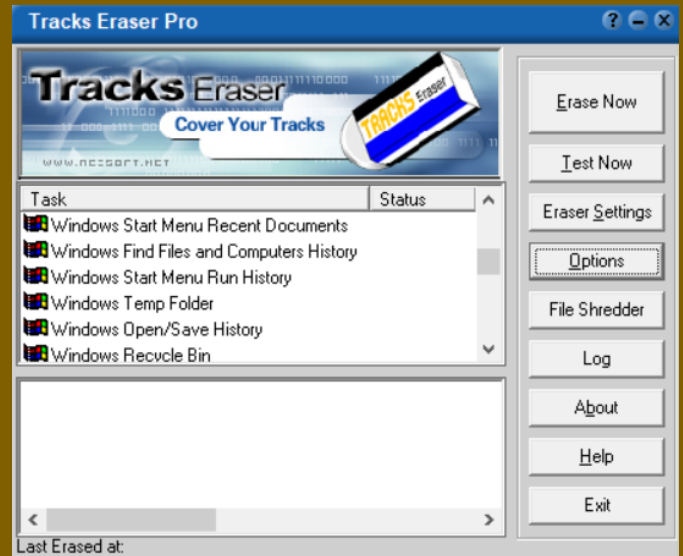 Tracks Eraser Pro
Tracks Eraser
Cover Your Tracks
TRACKS Eraser
www.acesoft.net
Task Status
Windows Start Menu Recent Documents
Windows Find Files and Computers History
Windows Start Menu Run History
Windows Temp Folder
Windows Open/Save History
Windows Recycle Bin
Last Erased at:
Erase Now
Test Now
Eraser Settings
Options
File Shredder
Log
About
Help
Exit